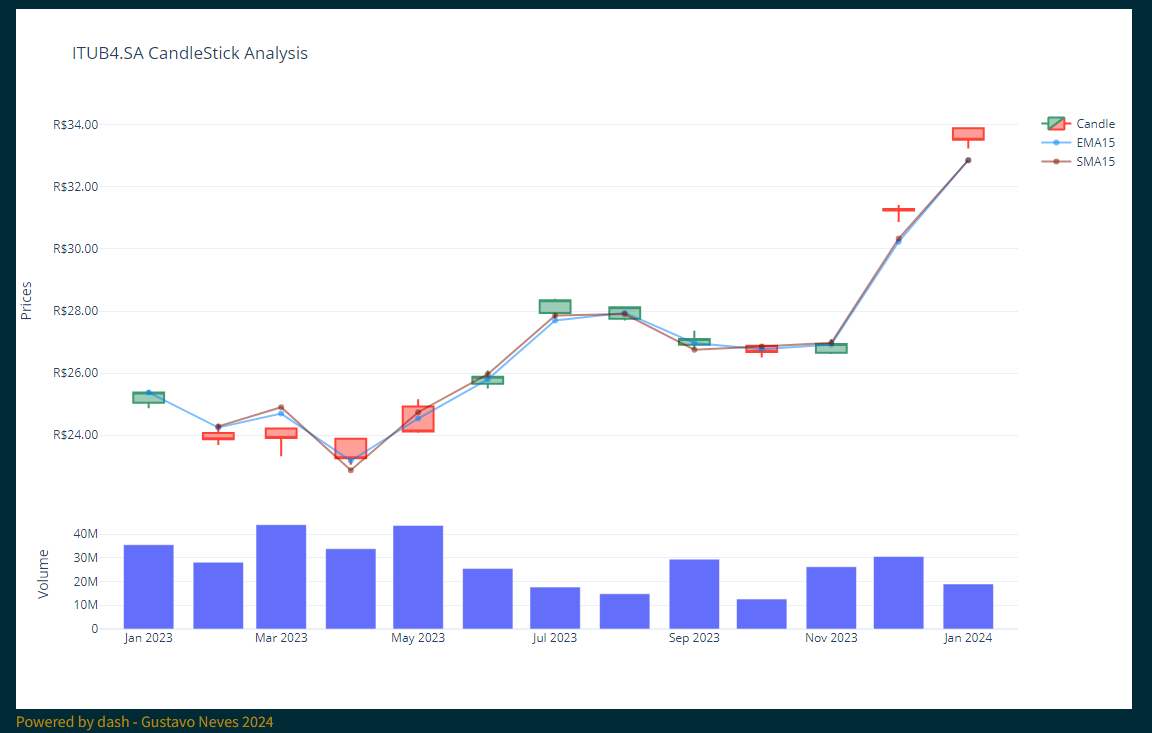 ITUB4.SA CandleStick Analysis
R$34.00
R$32.00
R$30.00
R$28.00
R$26.00
R$24.00
Prices
Candle
EMA15
SMA15
40M
30M
20M
10M
0
Volume
Jan 2023
Mar 2023
May 2023
Jul 2023
Sep 2023
Nov 2023
Jan 2024
Powered by dash - Gustavo Neves 2024